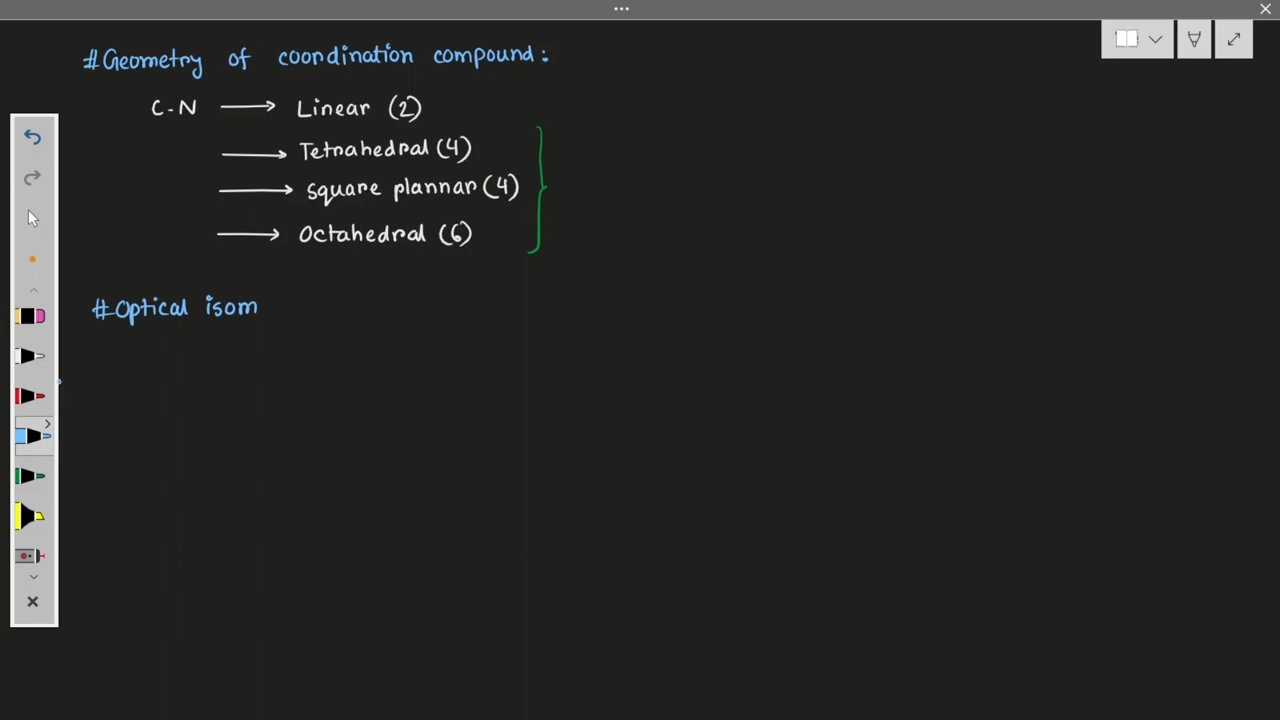 #Geometry of coordination compound:
C-N → Linear (2)
→ Tetrahedral (4)
→ square plannar (4)
→ Octahedral (6)
#Optical isom